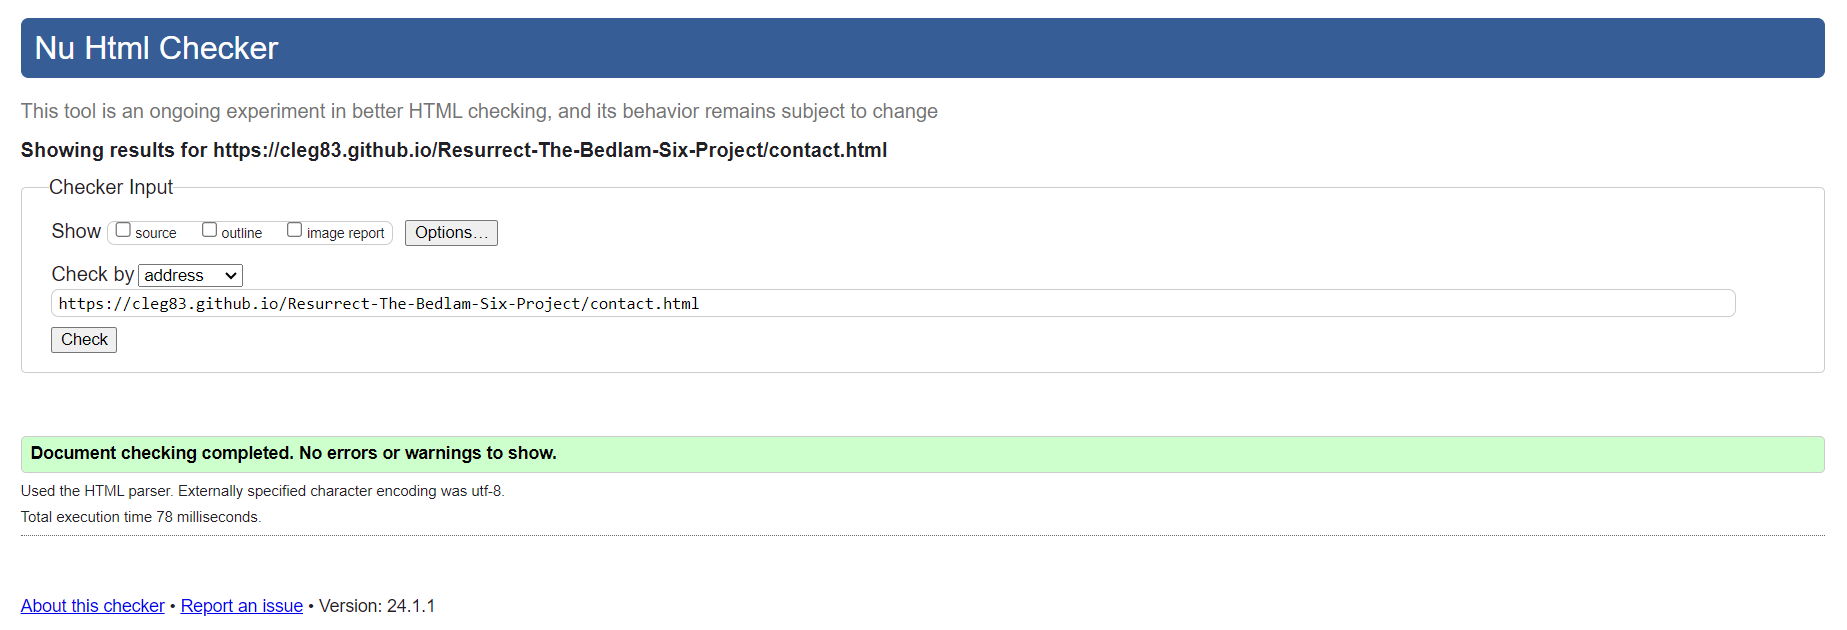 Nu Html Checker
This tool is an ongoing experiment in better HTML checking, and its behavior remains subject to change
Showing results for https://cleg83.github.io/Resurrect-The-Bedlam-Six-Project/contact.html
Checker Input
Show source outline image report Options...
Check by address
https://cleg83.github.io/Resurrect-The-Bedlam-Six-Project/contact.html
Check
Document checking completed. No errors or warnings to show.
Used the HTML parser. Externally specified character encoding was utf-8.
Total execution time 78 milliseconds.
About this checker • Report an issue • Version: 24.1.1